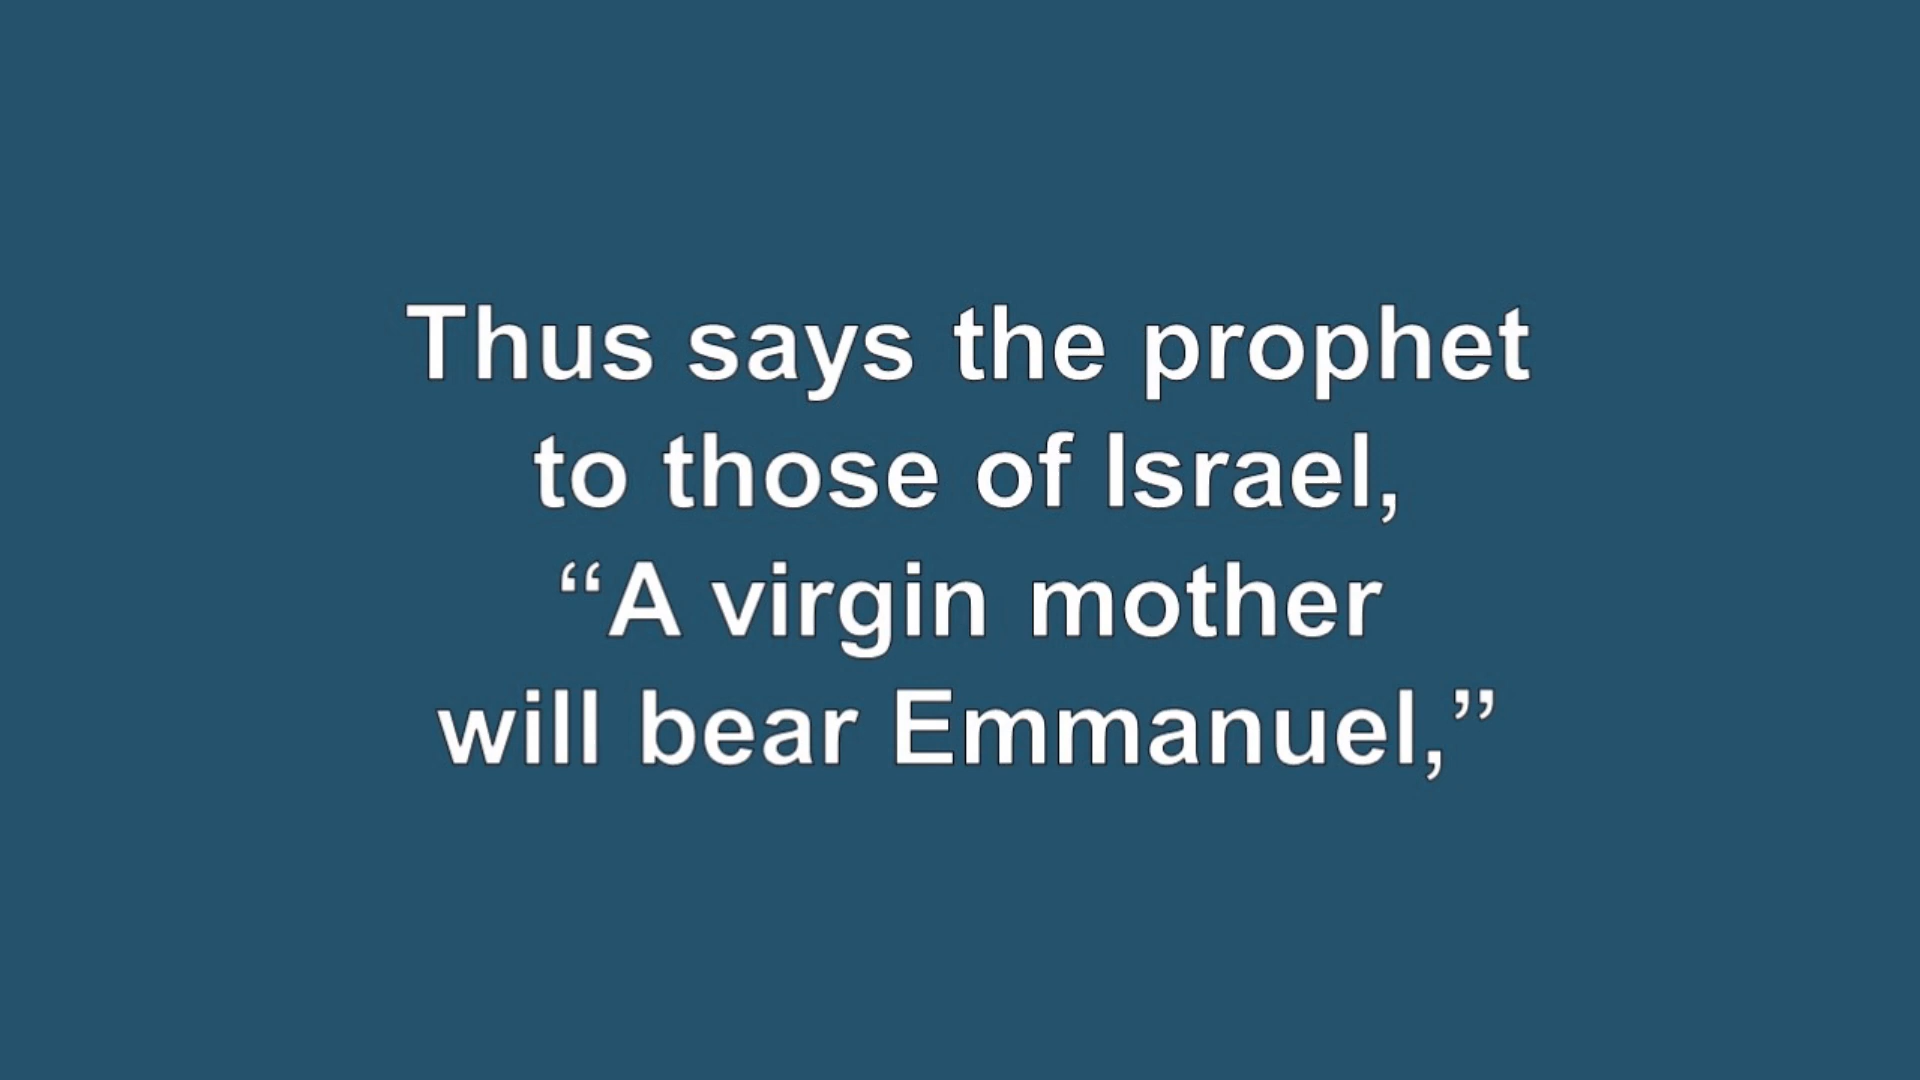 Thus says the prophet
to those of Israel,
“A virgin mother
will bear Emmanuel,”